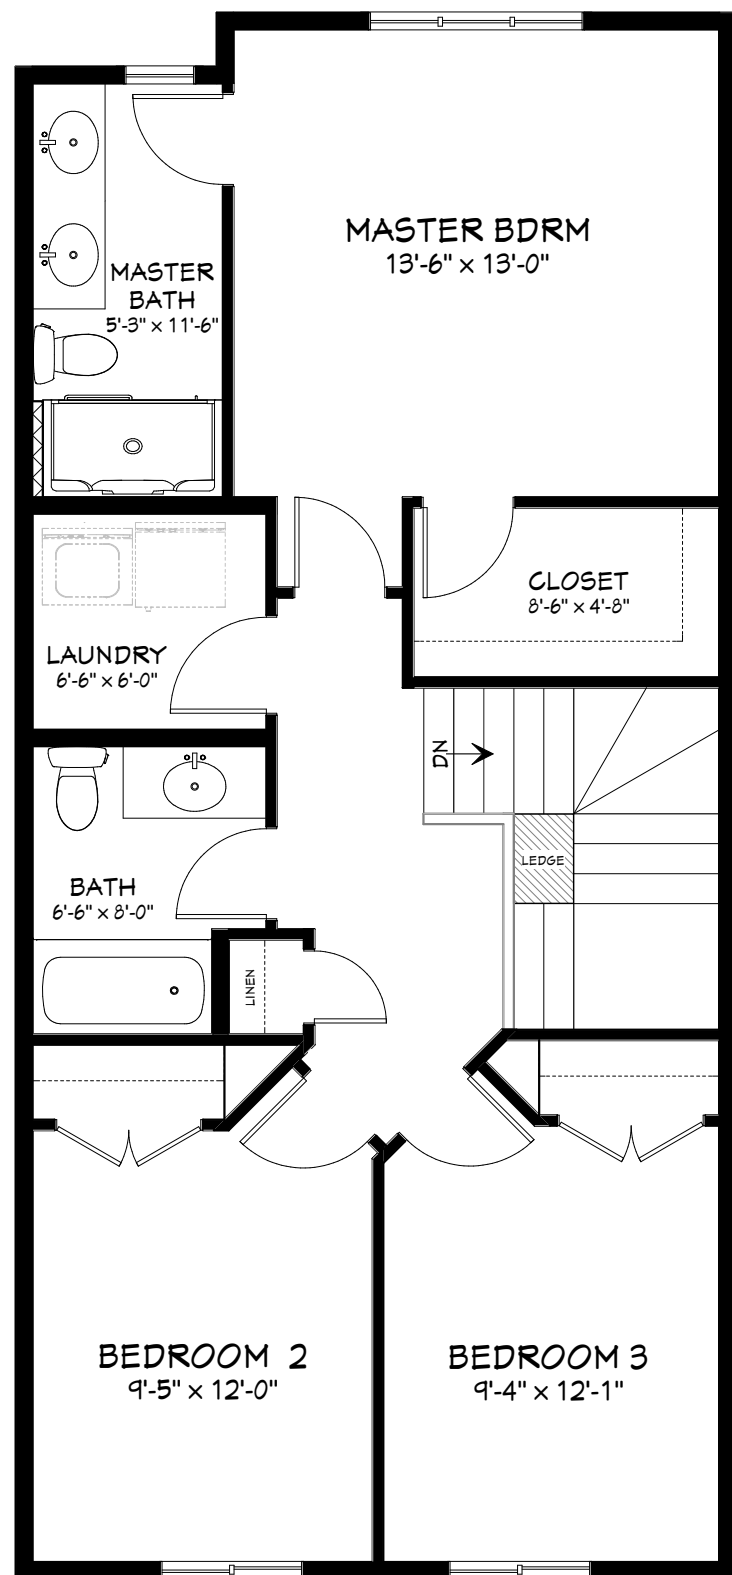 MASTER BDRM
13'-6" x 13'-0"
MASTER
BATH
5'-3" x 11'-6"
CLOSET
8'-6" x 4'-8"
LAUNDRY
6'-6" x 6'-0"
DN
LEDGE
BATH
6'-6" x 8'-0"
LINEN
BEDROOM 2
9'-5" x 12'-0"
BEDROOM 3
9'-4" x 12'-1"